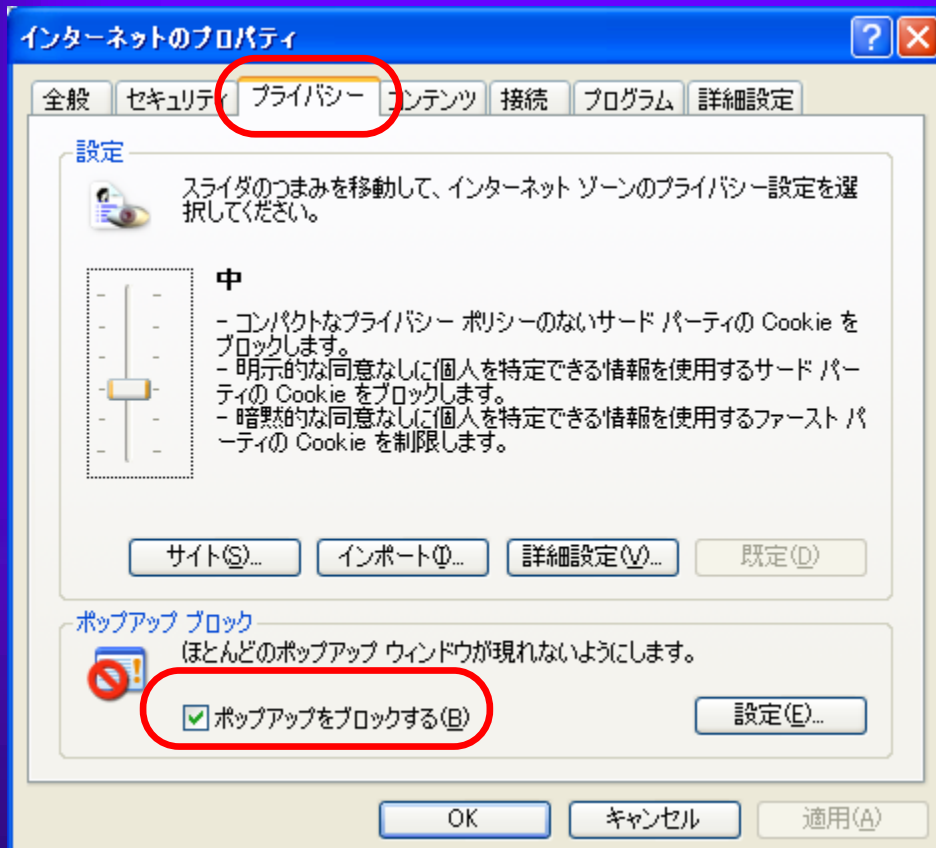 インターネットのプロパティ
全般 セキュリティ プライバシー コンテンツ 接続 プログラム 詳細設定
設定
スライダのつまみを移動して、インターネット ゾーンのプライバシー設定を選
択してください。
中
- コンパクトなプライバシー ポリシーのないサード パーティの Cookie を
ブロックします。
- 明示的な同意なしに個人を特定できる情報を使用するサード パー
ティの Cookie をブロックします。
- 暗黙的な同意なしに個人を特定できる情報を使用するファースト パ
ーティの Cookie を制限します。
サイト(S)... インポート(I)... 詳細設定(V)... 既定(D)
ポップアップ ブロック
ほとんどのポップアップ ウィンドウが現れないようにします。
ポップアップをブロックする(B) 設定(E)...
OK キャンセル 適用(A)